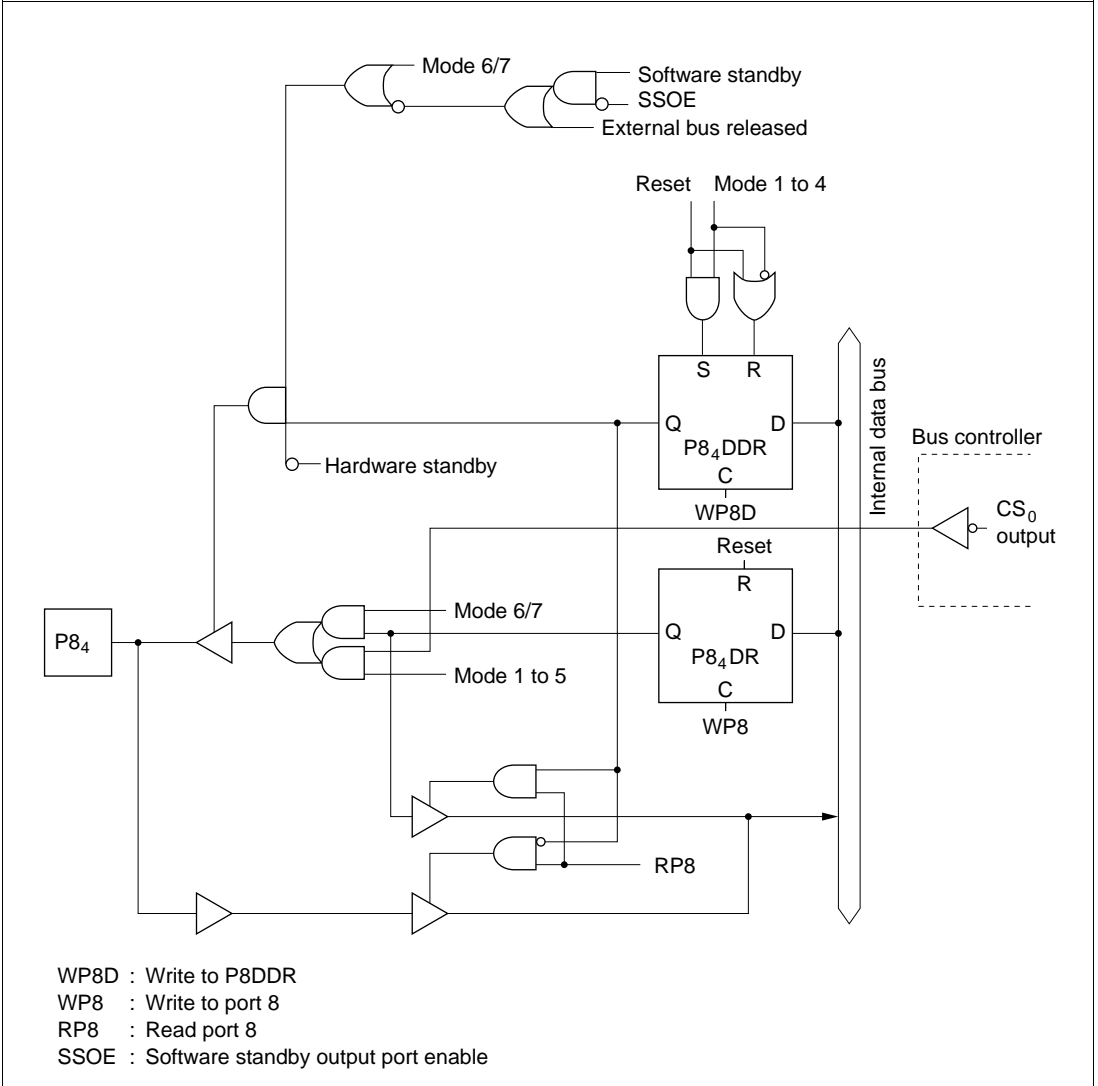 Mode 6/7
Software standby
SSOE
External bus released
Reset
Mode 1 to 4
S
R
Q
D
P8₄DDR
C
WP8D
Hardware standby
Internal data bus
Bus controller
CS₀
output
Reset
R
Mode 6/7
Q
D
P8₄DR
C
WP8
Mode 1 to 5
P8₄
RP8
WP8D : Write to P8DDR
WP8 : Write to port 8
RP8 : Read port 8
SSOE : Software standby output port enable